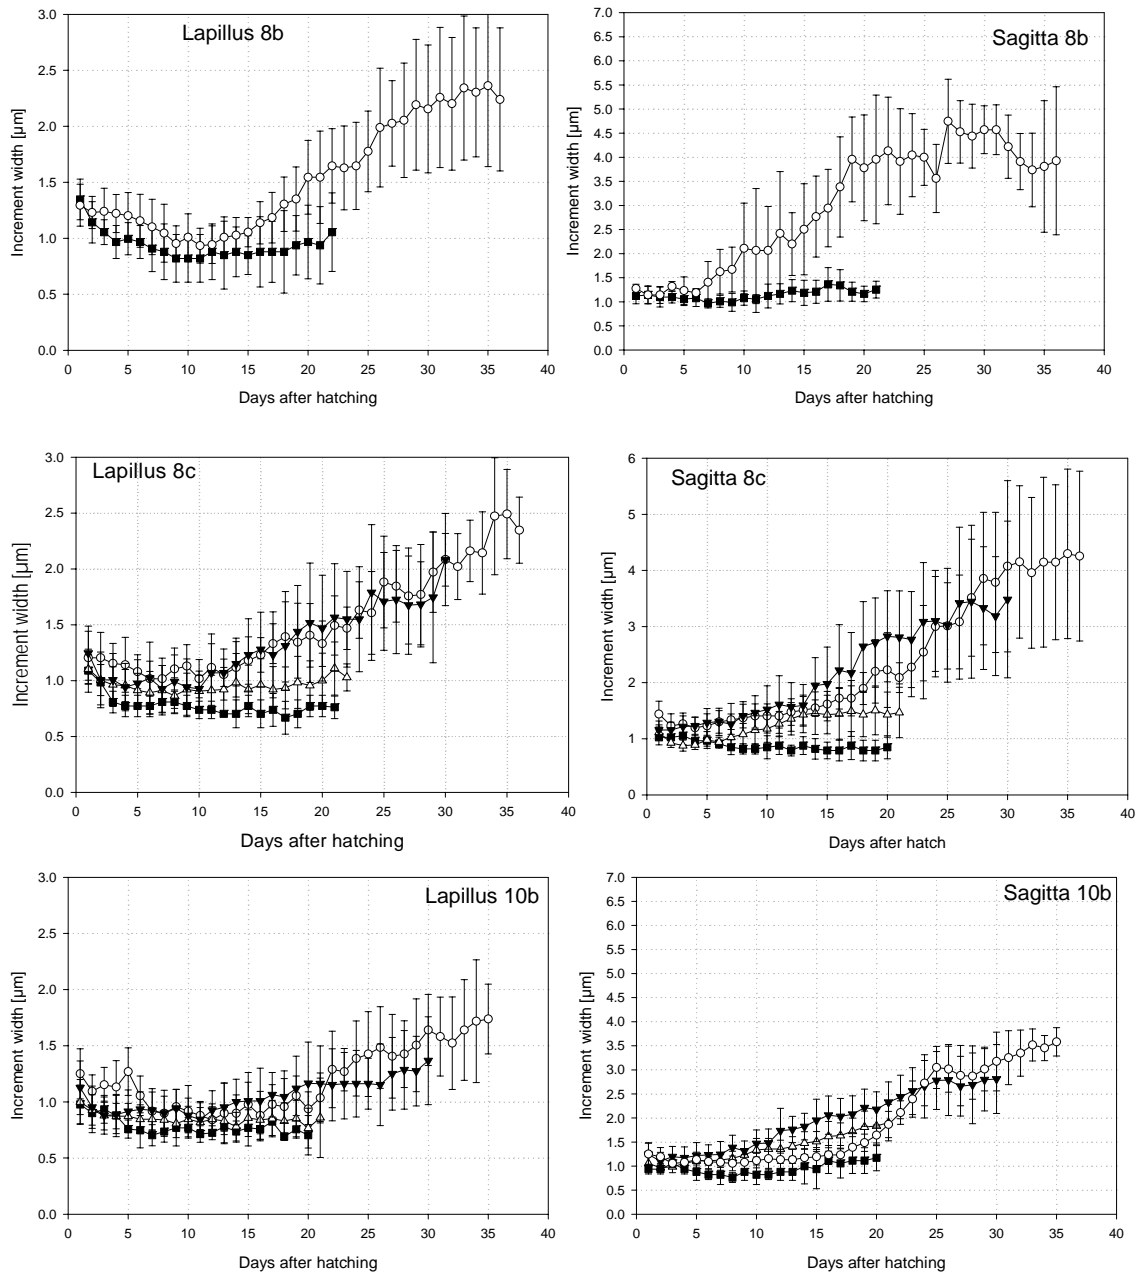 Lapillus 8b
Increment width [µm]
3.0
2.5
2.0
1.5
1.0
0.5
0.0
0 5 10 15 20 25 30 35 40
Days after hatching
Sagitta 8b
Increment width [µm]
7.0
6.5
6.0
5.5
5.0
4.5
4.0
3.5
3.0
2.5
2.0
1.5
1.0
0.5
0.0
0 5 10 15 20 25 30 35 40
Days after hatching
Lapillus 8c
Increment width [µm]
3.0
2.5
2.0
1.5
1.0
0.5
0.0
0 5 10 15 20 25 30 35 40
Days after hatching
Sagitta 8c
Increment width [µm]
6
5
4
3
2
1
0
0 5 10 15 20 25 30 35 40
Days after hatch
Lapillus 10b
Increment width [µm]
3.0
2.5
2.0
1.5
1.0
0.5
0.0
0 5 10 15 20 25 30 35 40
Days after hatching
Sagitta 10b
Increment width [µm]
7.0
6.5
6.0
5.5
5.0
4.5
4.0
3.5
3.0
2.5
2.0
1.5
1.0
0.5
0.0
0 5 10 15 20 25 30 35 40
Days after hatching